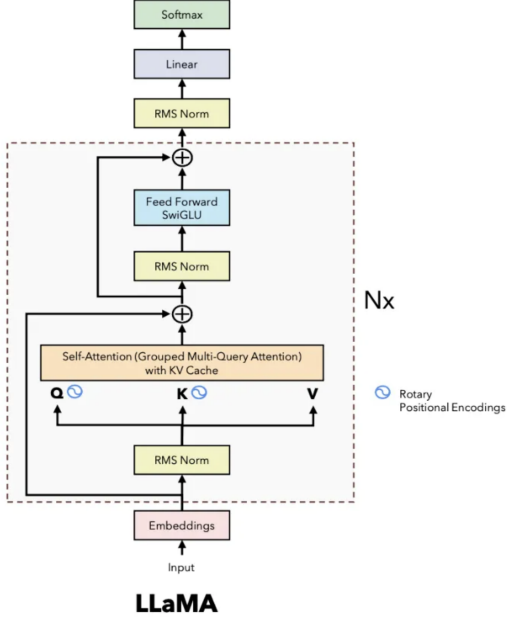 Softmax
Linear
RMS Norm
Feed Forward
SwiGLU
RMS Norm
Nx
Self-Attention (Grouped Multi-Query Attention)
with KV Cache
Q K V
Rotary
Positional Encodings
RMS Norm
Embeddings
Input
LLaMA